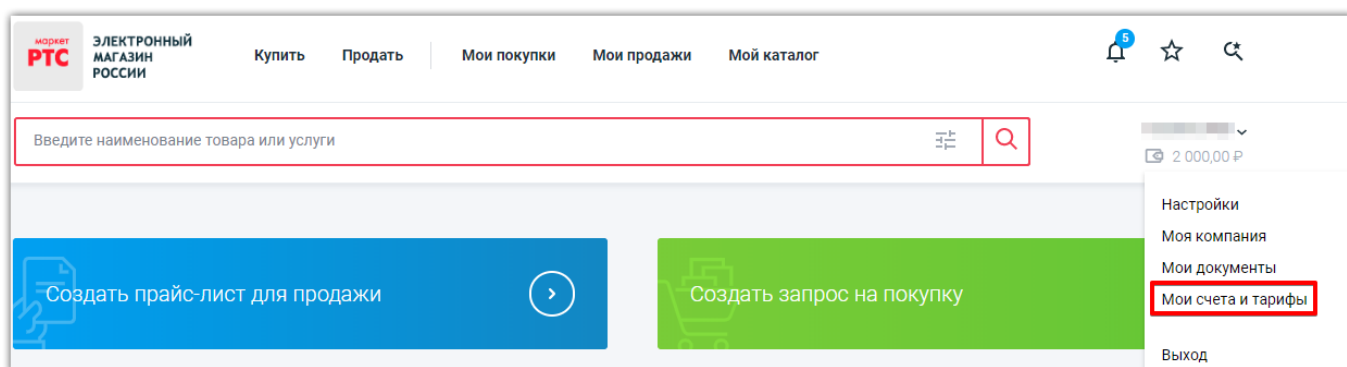 маркет
РТС
ЭЛЕКТРОННЫЙ
МАГАЗИН
РОССИИ
Купить Продать Мои покупки Мои продажи Мой каталог
5
Введите наименование товара или услуги
2 000,00 ₽
Настройки
Моя компания
Мои документы
Мои счета и тарифы
Выход
Создать прайс-лист для продажи
Создать запрос на покупку